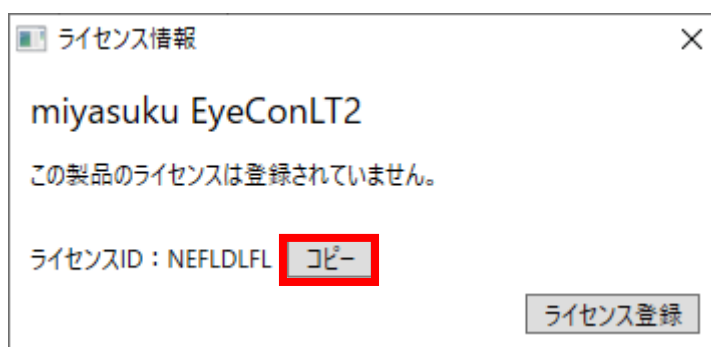 ライセンス情報
miyasuku EyeConLT2
この製品のライセンスは登録されていません。
ライセンスID：NEFLDLFL コピー
ライセンス登録